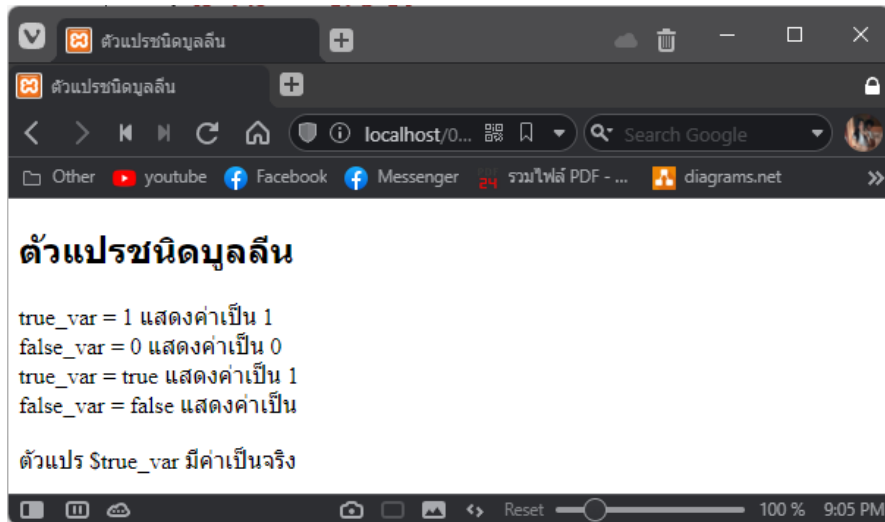 ตัวแปรชนิดบูลลีน
ตัวแปรชนิดบูลลีน
localhost/0... Search Google
Other youtube Facebook Messenger 24 รวมไฟล์ PDF - ... diagrams.net
ตัวแปรชนิดบูลลีน
true_var = 1 แสดงค่าเป็น 1
false_var = 0 แสดงค่าเป็น 0
true_var = true แสดงค่าเป็น 1
false_var = false แสดงค่าเป็น
ตัวแปร $true_var มีค่าเป็นจริง
Reset 100 % 9:05 PM